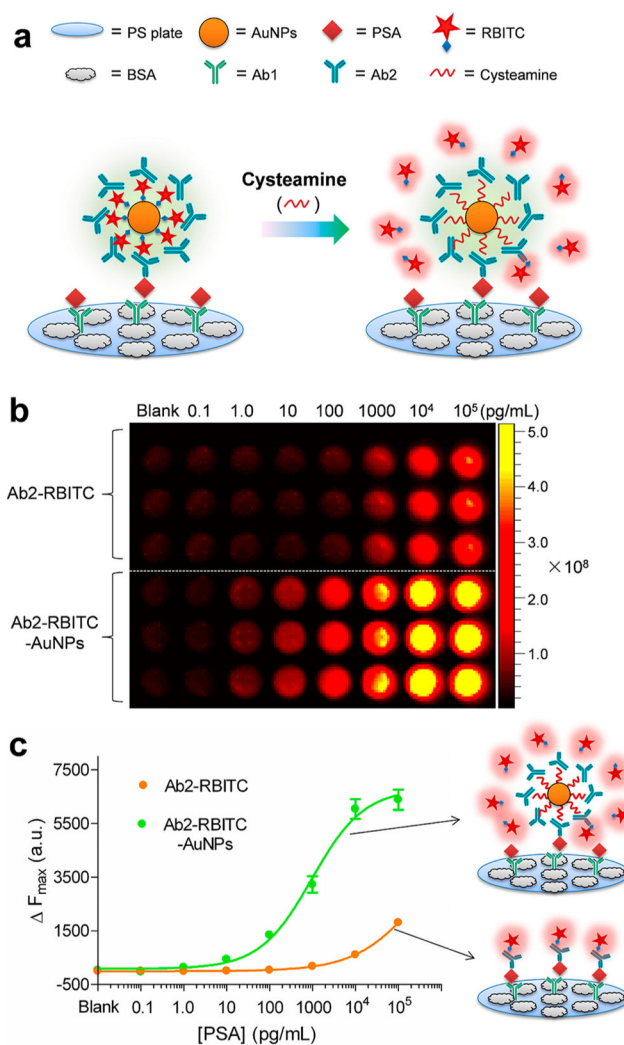 a
= PS plate = AuNPs = PSA = RBITC
= BSA = Ab1 = Ab2 = Cysteamine
Cysteamine
( )
b
Blank 0.1 1.0 10 100 1000 10⁴ 10⁵ (pg/mL)
Ab2-RBITC
Ab2-RBITC
-AuNPs
5.0
4.0
3.0
× 10⁸
2.0
1.0
c
7500
5500
3500
1500
-500
Δ Fmax (a.u.)
Ab2-RBITC
Ab2-RBITC
-AuNPs
Blank 0.1 1.0 10 100 1000 10⁴ 10⁵
[PSA] (pg/mL)